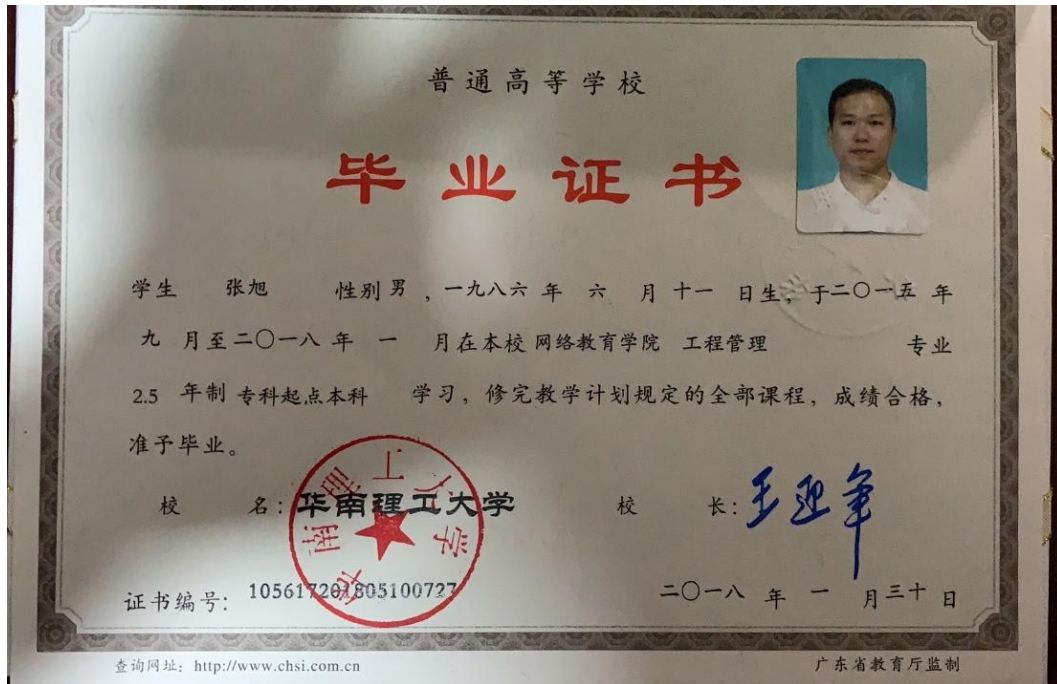 普通高等学校
毕业证书
学生 张旭 性别 男 ，一九八六 年 六 月 十一 日生，于二〇一五 年
九 月至二〇一八 年 一 月在本校 网络教育学院 工程管理 专业
2.5 年制 专科起点本科 学习，修完教学计划规定的全部课程，成绩合格，
准予毕业。
校 名：华南理工大学 校 长：王迎军
华南理工大学
证书编号：105617201805100727 二〇一八 年 一 月三十 日
查询网址：http://www.chsi.com.cn 广东省教育厅监制